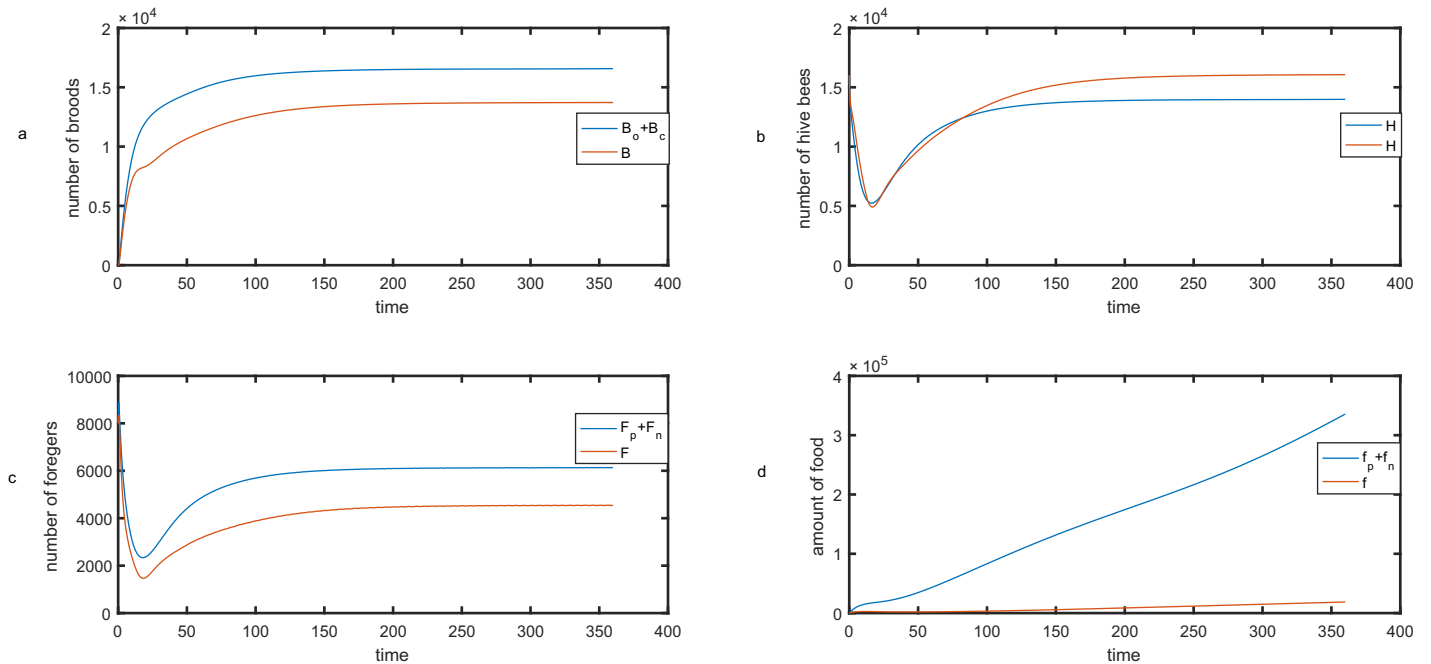 a
× 10^4
2
1.5
1
0.5
0
number of broods
0 50 100 150 200 250 300 350 400
time
B_o+B_c
B
b
× 10^4
2
1.5
1
0.5
0
number of hive bees
0 50 100 150 200 250 300 350 400
time
H
H
c
10000
8000
6000
4000
2000
0
number of foregers
0 50 100 150 200 250 300 350 400
time
F_p+F_n
F
d
× 10^5
4
3
2
1
0
amount of food
0 50 100 150 200 250 300 350 400
time
f_p+f_n
f